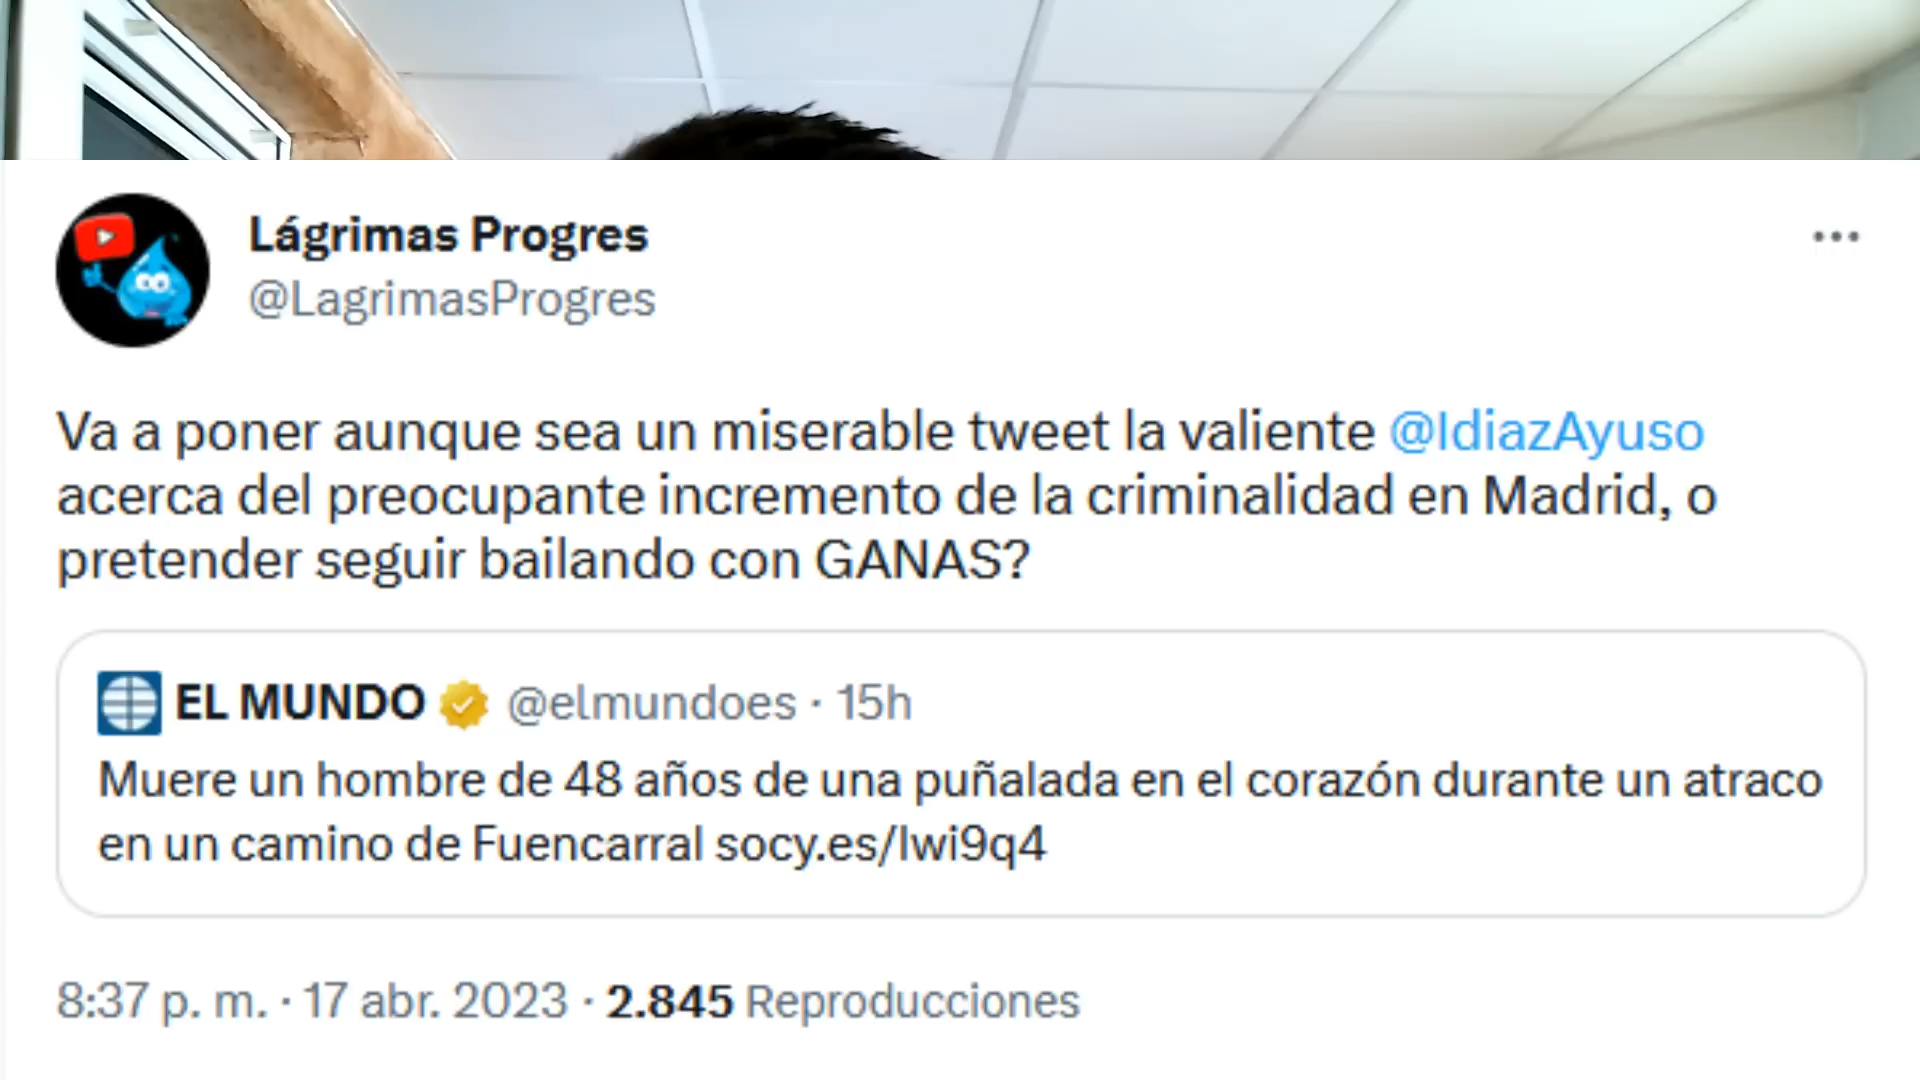 Lágrimas Progres
@LagrimasProgres
Va a poner aunque sea un miserable tweet la valiente @IdiazAyuso
acerca del preocupante incremento de la criminalidad en Madrid, o
pretender seguir bailando con GANAS?
EL MUNDO @elmundoes · 15h
Muere un hombre de 48 años de una puñalada en el corazón durante un atraco
en un camino de Fuencarral socy.es/lwi9q4
8:37 p. m. · 17 abr. 2023 · 2.845 Reproducciones